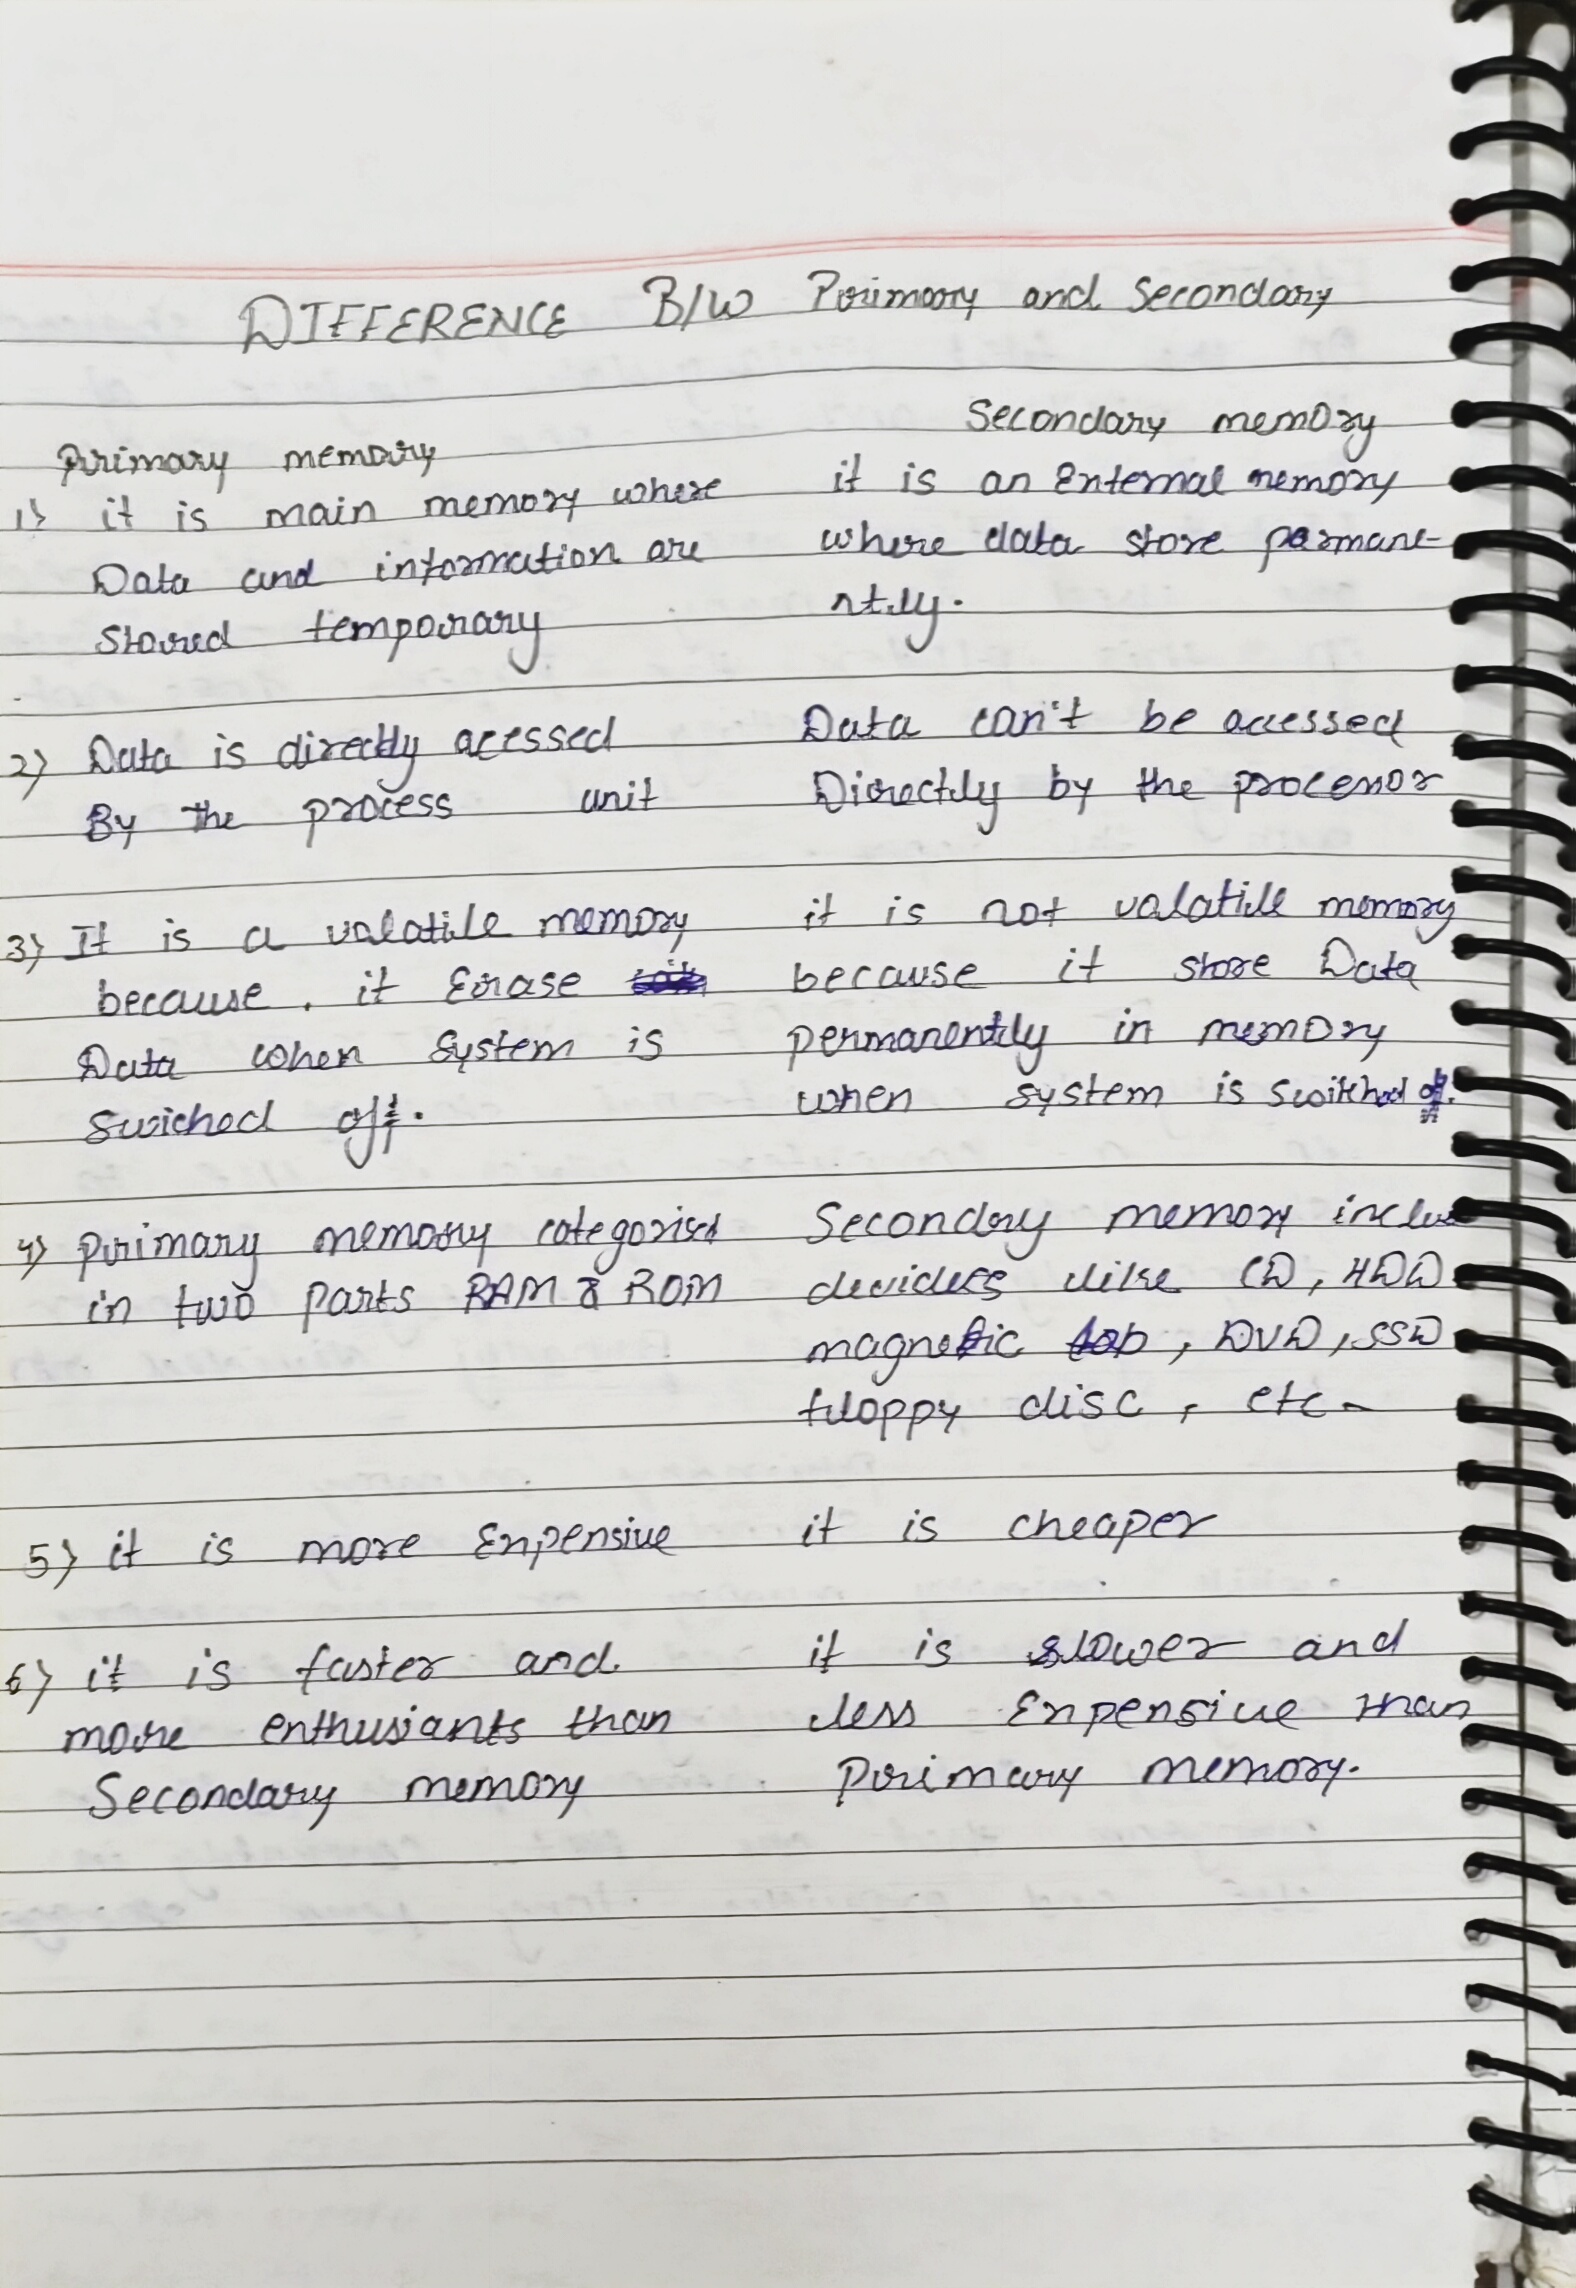 DIFFERENCE B/W Primary and Secondary
Primary memory
Secondary memory
1) it is main memory where
Data and information are
Stored temporary
it is an External memory
where data store permane-
ntly.
2) Data is directly acessed
By the process unit
Data can't be accessed
Directly by the processor
3) It is a valatile memory
because. it Erase
Data when system is
swiched off.
it is not valatile memory
because it store Data
permanently in memory
when system is switched off.
4) primary memory categorised
in two parts RAM & ROM
Secondary memory include
like CD, HDD
magnetic , DVD, SSD
floppy disc, etc.
5) it is more Expensive
it is cheaper
6) it is faster and
more than
Secondary memory
it is slower and
less Expensive than
primary memory.